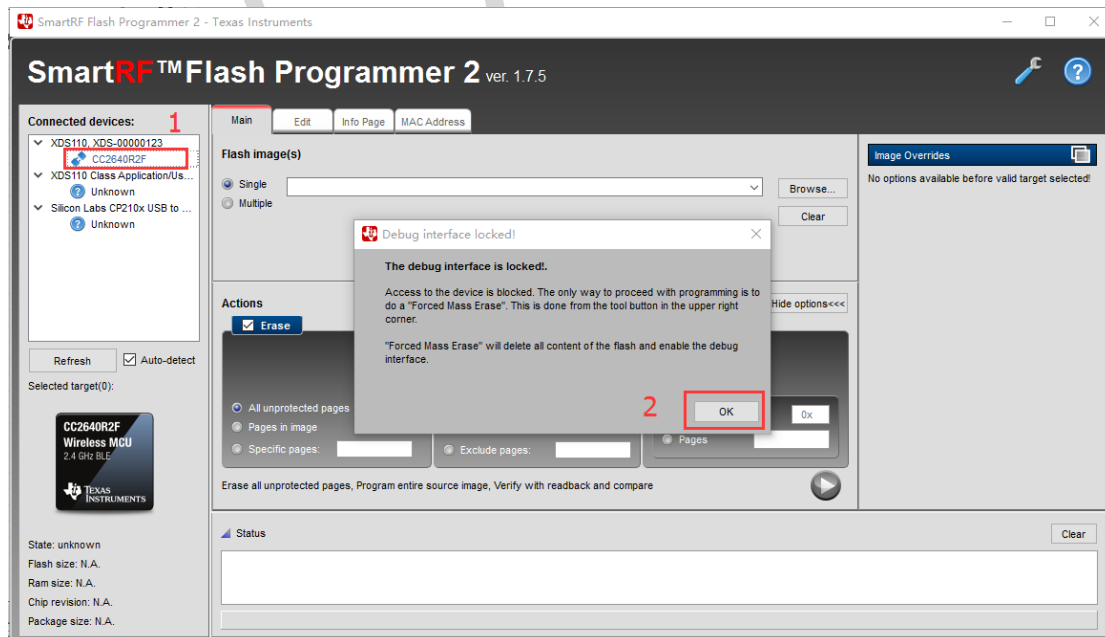 SmartRF Flash Programmer 2 - Texas Instruments
SmartRF™Flash Programmer 2 ver. 1.7.5
Connected devices:
1
XDS110, XDS-00000123
CC2640R2F
XDS110 Class Application/Us...
Unknown
Silicon Labs CP210x USB to ...
Unknown
Refresh
Auto-detect
Selected target(0):
CC2640R2F
Wireless MCU
2.4 GHz BLE
TEXAS
INSTRUMENTS
State: unknown
Flash size: N.A.
Ram size: N.A.
Chip revision: N.A.
Package size: N.A.
Main
Edit
Info Page
MAC Address
Flash image(s)
Single
Browse...
Multiple
Clear
Debug interface locked!
The debug interface is locked!.
Access to the device is blocked. The only way to proceed with programming is to
do a "Forced Mass Erase". This is done from the tool button in the upper right
corner.
"Forced Mass Erase" will delete all content of the flash and enable the debug
interface.
2
OK
Actions
Hide options<<<
Erase
All unprotected pages
Pages in image
Specific pages:
Exclude pages:
0x
Pages
Erase all unprotected pages, Program entire source image, Verify with readback and compare
Status
Clear
Image Overrides
No options available before valid target selected!